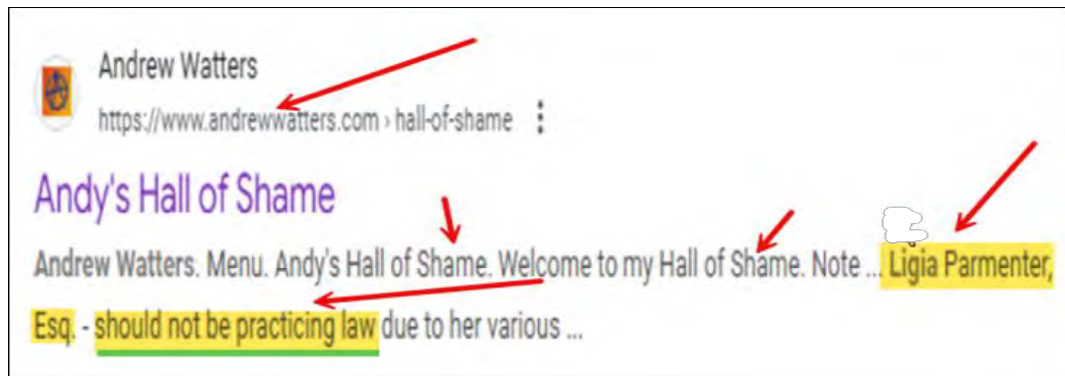 Andrew Watters
https://www.andrewwatters.com › hall-of-shame
Andy's Hall of Shame
Andrew Watters. Menu. Andy's Hall of Shame. Welcome to my Hall of Shame. Note ... Ligia Parmenter,
Esq. - should not be practicing law due to her various ...